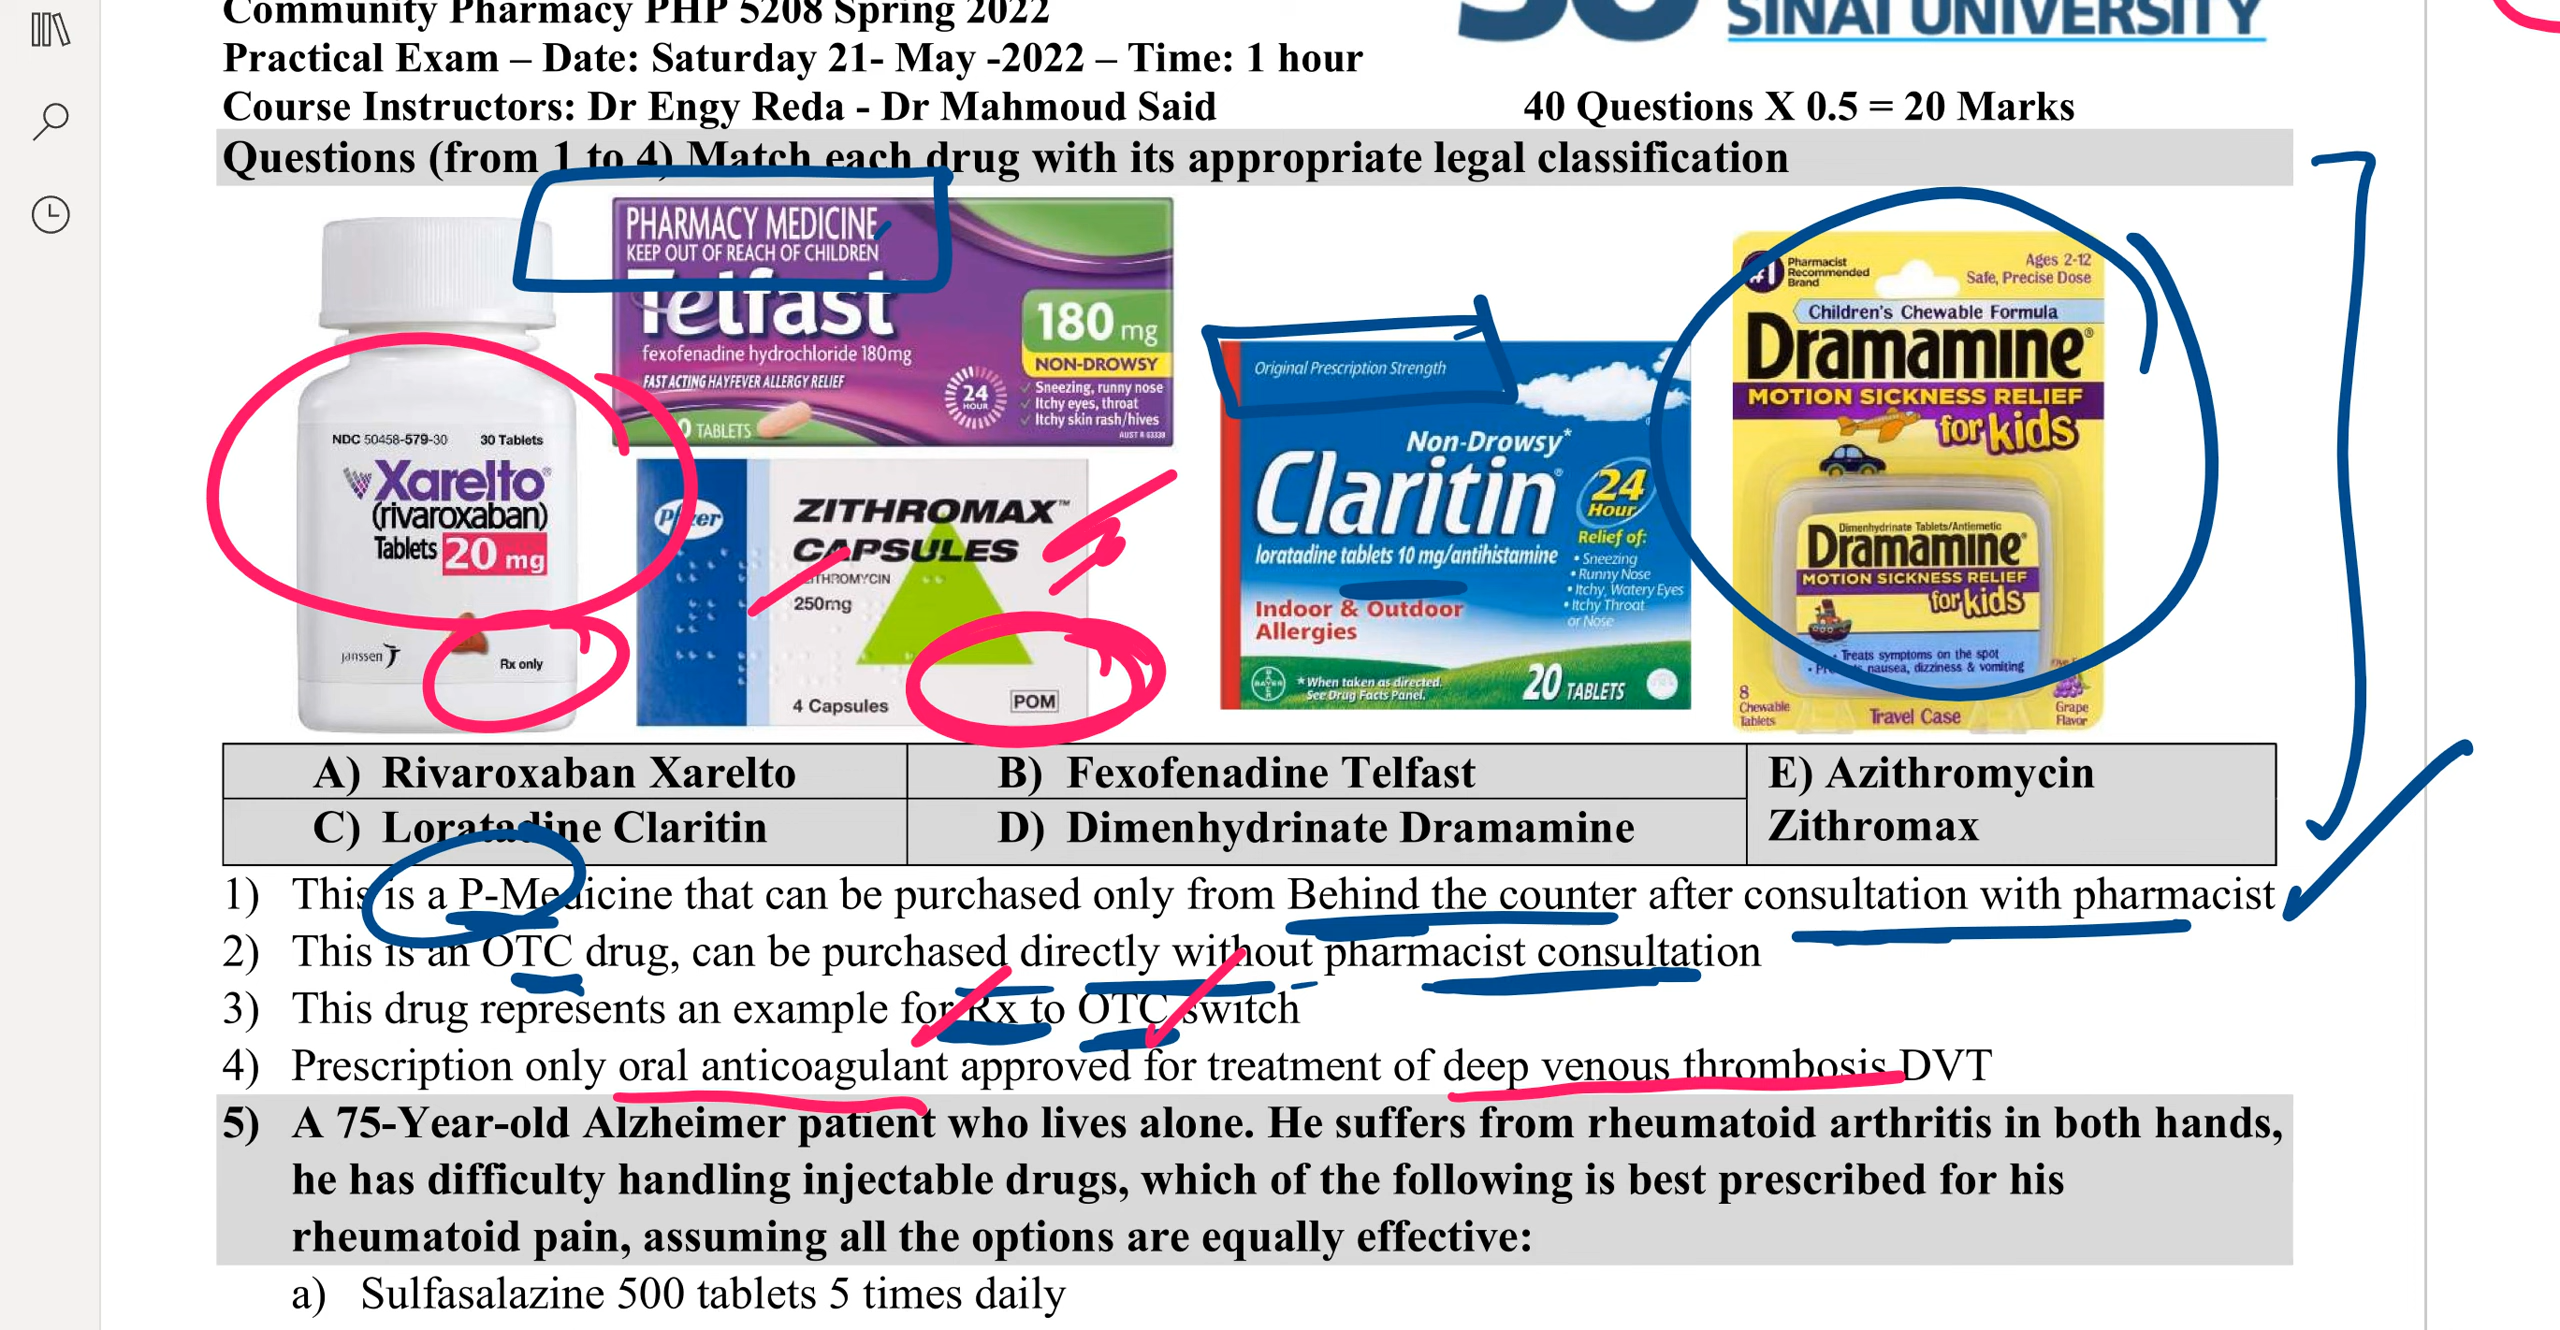 Community Pharmacy PHP 5208 Spring 2022
SINAI UNIVERSITY
Practical Exam – Date: Saturday 21- May -2022 – Time: 1 hour
Course Instructors: Dr Engy Reda - Dr Mahmoud Said
40 Questions X 0.5 = 20 Marks
Questions (from 1 to 4) Match each drug with its appropriate legal classification
NDC 50458-579-30 30 Tablets
Xarelto®
(rivaroxaban)
Tablets 20 mg
janssen
Rx only
PHARMACY MEDICINE
KEEP OUT OF REACH OF CHILDREN
Telfast
180 mg
fexofenadine hydrochloride 180mg
NON-DROWSY
FAST ACTING HAYFEVER ALLERGY RELIEF
24
HOUR
Sneezing, runny nose
Itchy eyes, throat
Itchy skin rash/hives
TABLETS
Pfizer
ZITHROMAX™
CAPSULES
250mg
4 Capsules
POM
Original Prescription Strength
Non-Drowsy*
Claritin®
24
Hour
loratadine tablets 10 mg/antihistamine
Relief of:
• Sneezing
• Runny Nose
• Itchy, Watery Eyes
• Itchy Throat
or Nose
Indoor & Outdoor
Allergies
BAYER
*When taken as directed.
See Drug Facts Panel.
20 TABLETS
#1 Pharmacist
Recommended
Brand
Ages 2-12
Safe, Precise Dose
Children's Chewable Formula
Dramamine®
MOTION SICKNESS RELIEF
for kids
Dimenhydrinate Tablets/Antiemetic
Dramamine®
MOTION SICKNESS RELIEF
for kids
• Treats symptoms on the spot
nausea, dizziness & vomiting
8
Chewable
Tablets
Travel Case
Grape
Flavor
A) Rivaroxaban Xarelto
B) Fexofenadine Telfast
E) Azithromycin
Zithromax
C) Loratadine Claritin
D) Dimenhydrinate Dramamine
1) This is a P-Medicine that can be purchased only from Behind the counter after consultation with pharmacist
2) This is an OTC drug, can be purchased directly without pharmacist consultation
3) This drug represents an example for Rx to OTC switch
4) Prescription only oral anticoagulant approved for treatment of deep venous thrombosis DVT
5) A 75-Year-old Alzheimer patient who lives alone. He suffers from rheumatoid arthritis in both hands,
he has difficulty handling injectable drugs, which of the following is best prescribed for his
rheumatoid pain, assuming all the options are equally effective:
a) Sulfasalazine 500 tablets 5 times daily